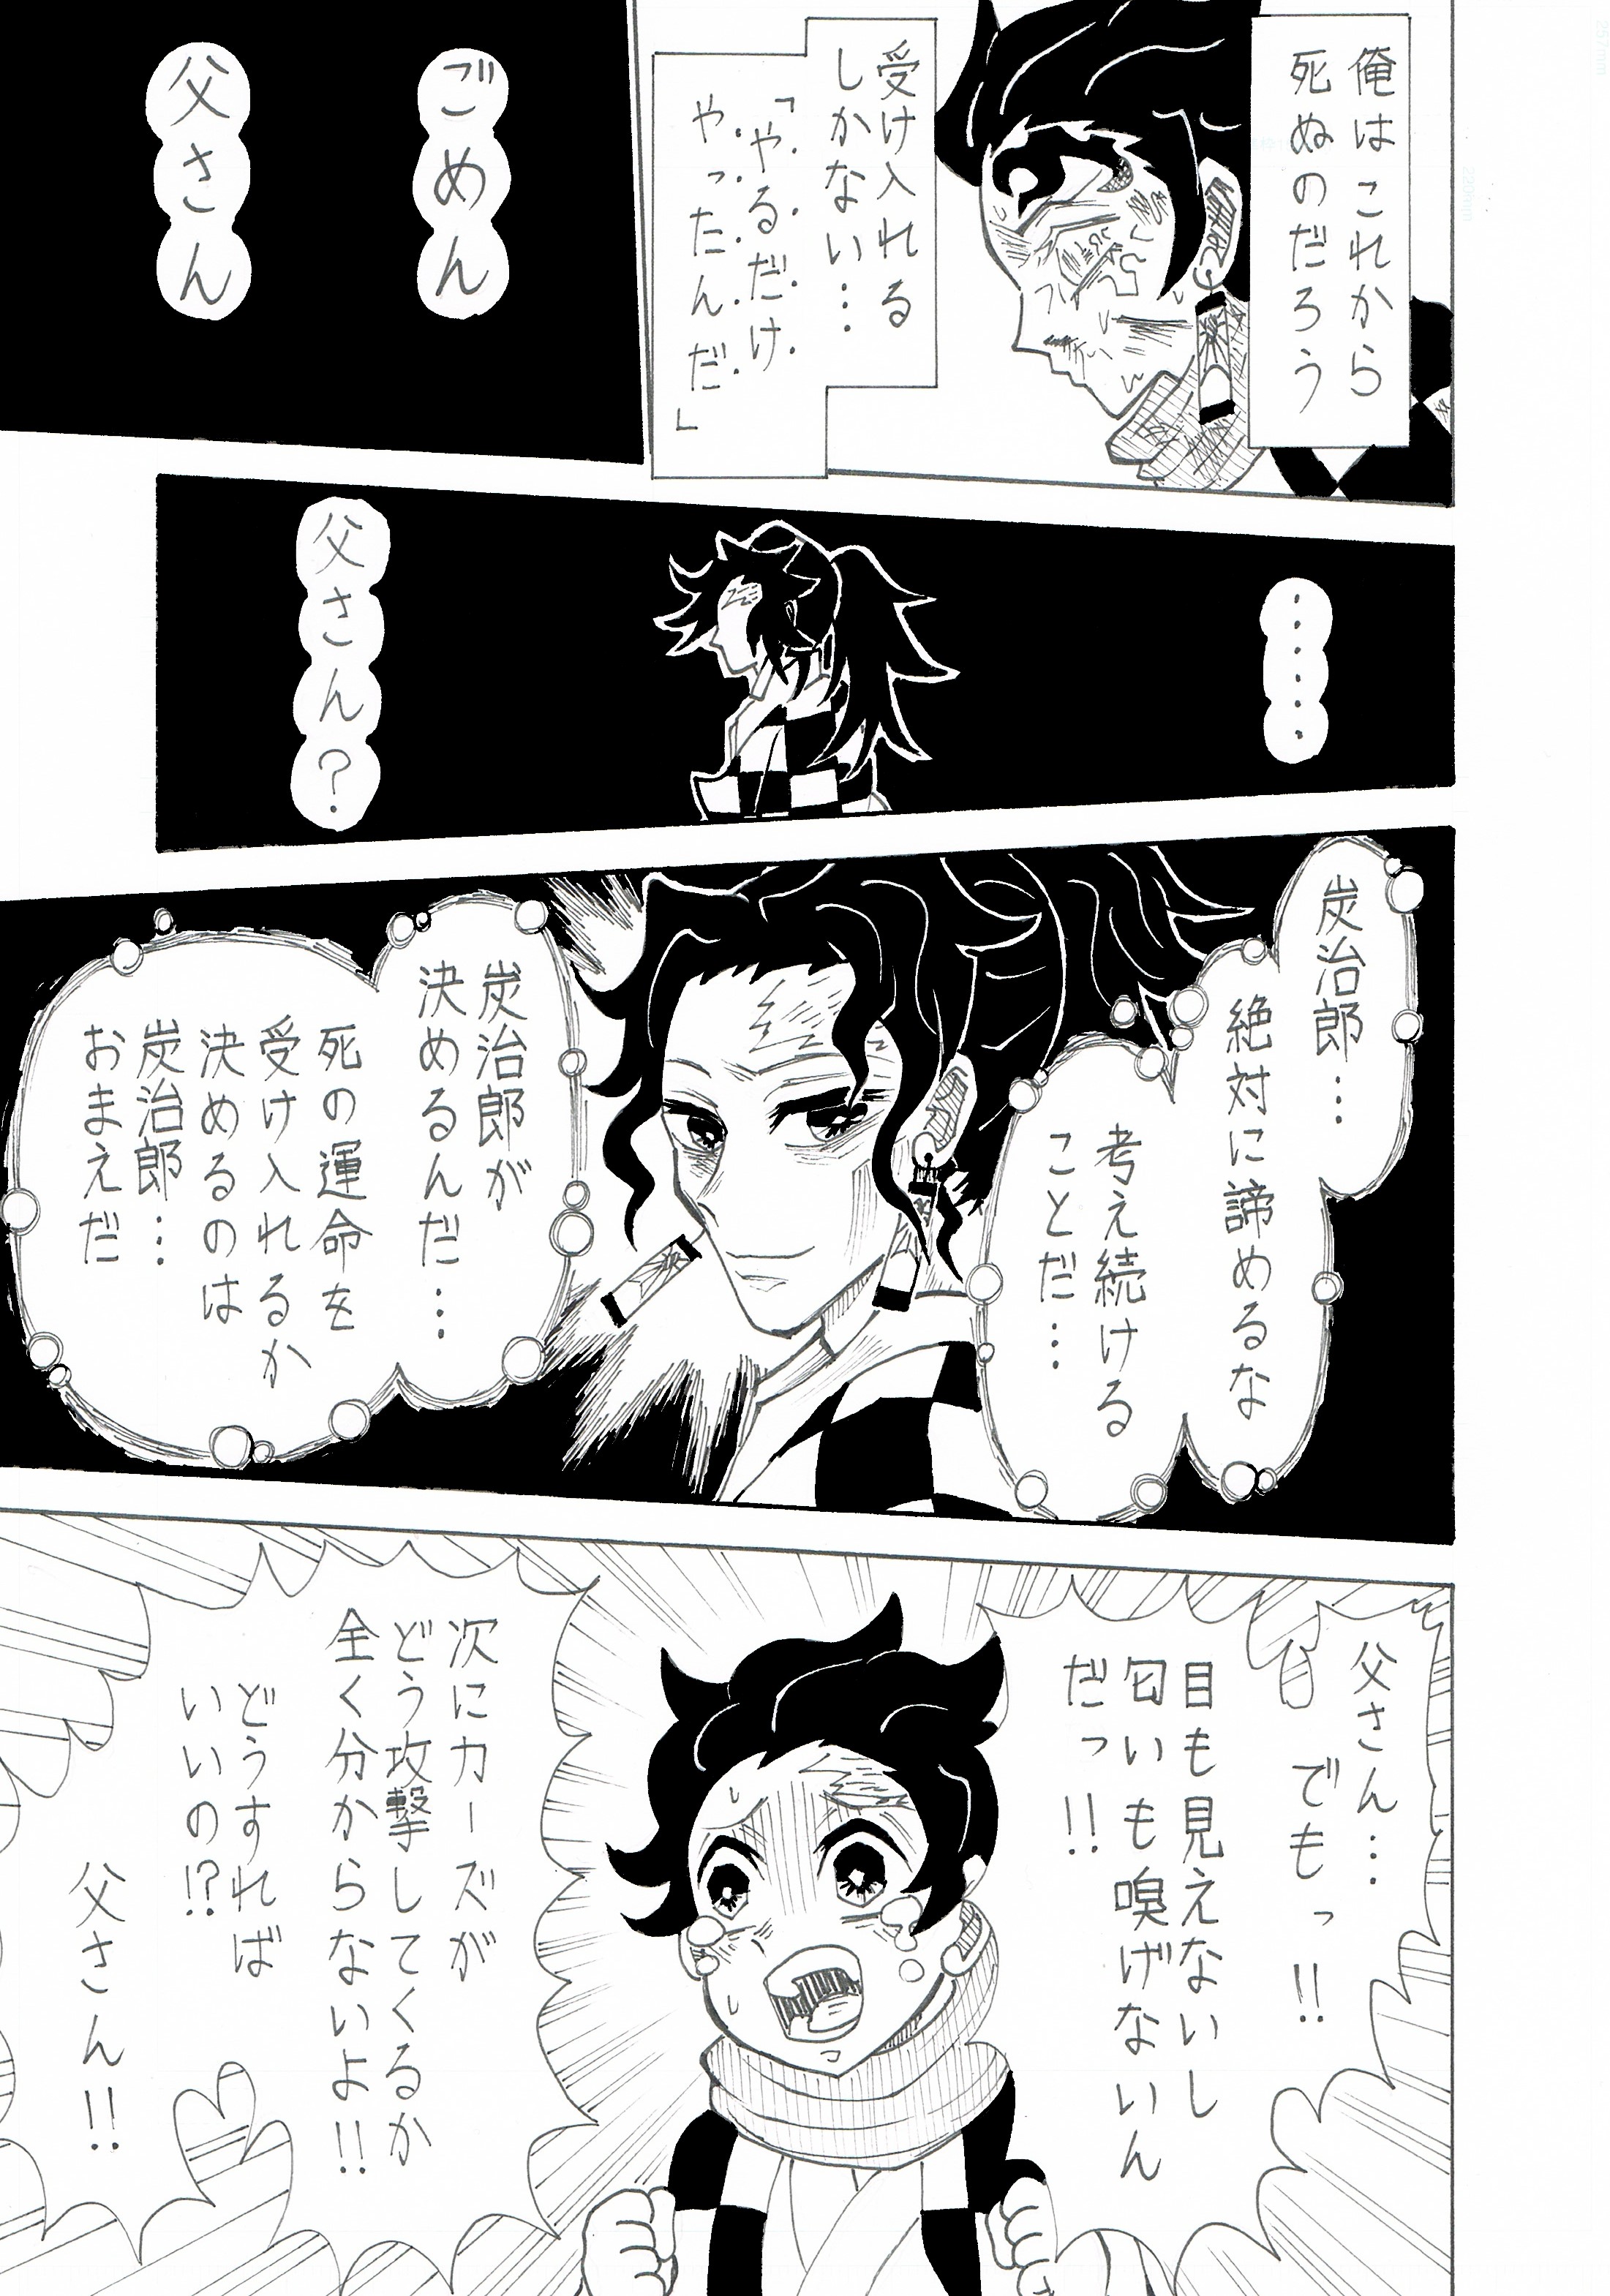 俺はこれから
死ぬのだろう
受け入れる
しかない…
「やるだけ
やったんだ」
ごめん
父さん
……
父さん？
炭治郎…
絶対に諦めるな
考え続ける
ことだ…
炭治郎が
決めるんだ…
死の運命を
受け入れるか
決めるのは
炭治郎…
おまえだ
父さん…
でもっ!!
目も見えないし
匂いも嗅げないん
だっ!!
次にカーズが
どう攻撃してくるか
全く分からないよ!!
どうすれば
いいの!?
父さん!!